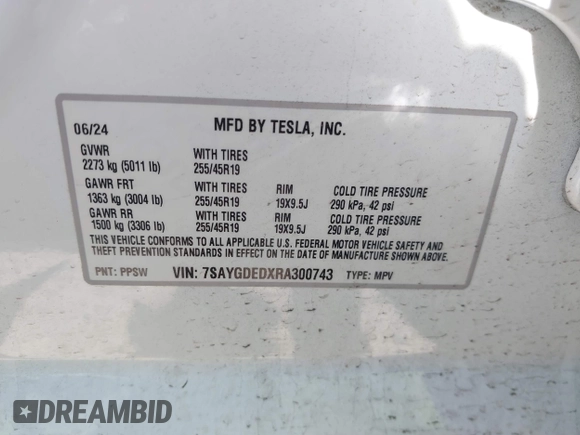 06/24 MFD BY TESLA, INC.
GVWR
2273 kg (5011 lb) WITH TIRES 255/45R19
GAWR FRT
1363 kg (3004 lb) WITH TIRES 255/45R19 RIM 19X9.5J COLD TIRE PRESSURE 290 kPa, 42 psi
GAWR RR
1500 kg (3306 lb) WITH TIRES 255/45R19 RIM 19X9.5J COLD TIRE PRESSURE 290 kPa, 42 psi
THIS VEHICLE CONFORMS TO ALL APPLICABLE U.S. FEDERAL MOTOR VEHICLE SAFETY AND
THEFT PREVENTION STANDARDS IN EFFECT ON THE DATE OF MANUFACTURE SHOWN ABOVE.
PNT: PPSW VIN: 7SAYGDEDXRA300743 TYPE: MPV
DREAMBID